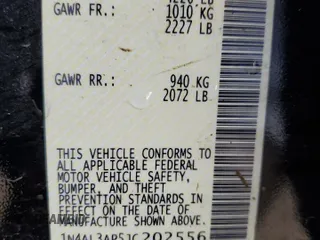 GAWR FR.: 1010 KG
2227 LB
GAWR RR.: 940 KG
2072 LB
THIS VEHICLE CONFORMS TO
ALL APPLICABLE FEDERAL
MOTOR VEHICLE SAFETY,
BUMPER, AND THEFT
PREVENTION STANDARDS
IN EFFECT ON THE DATE OF
MANUFACTURE SHOWN ABOVE.
1N4AL3AP5JC202556